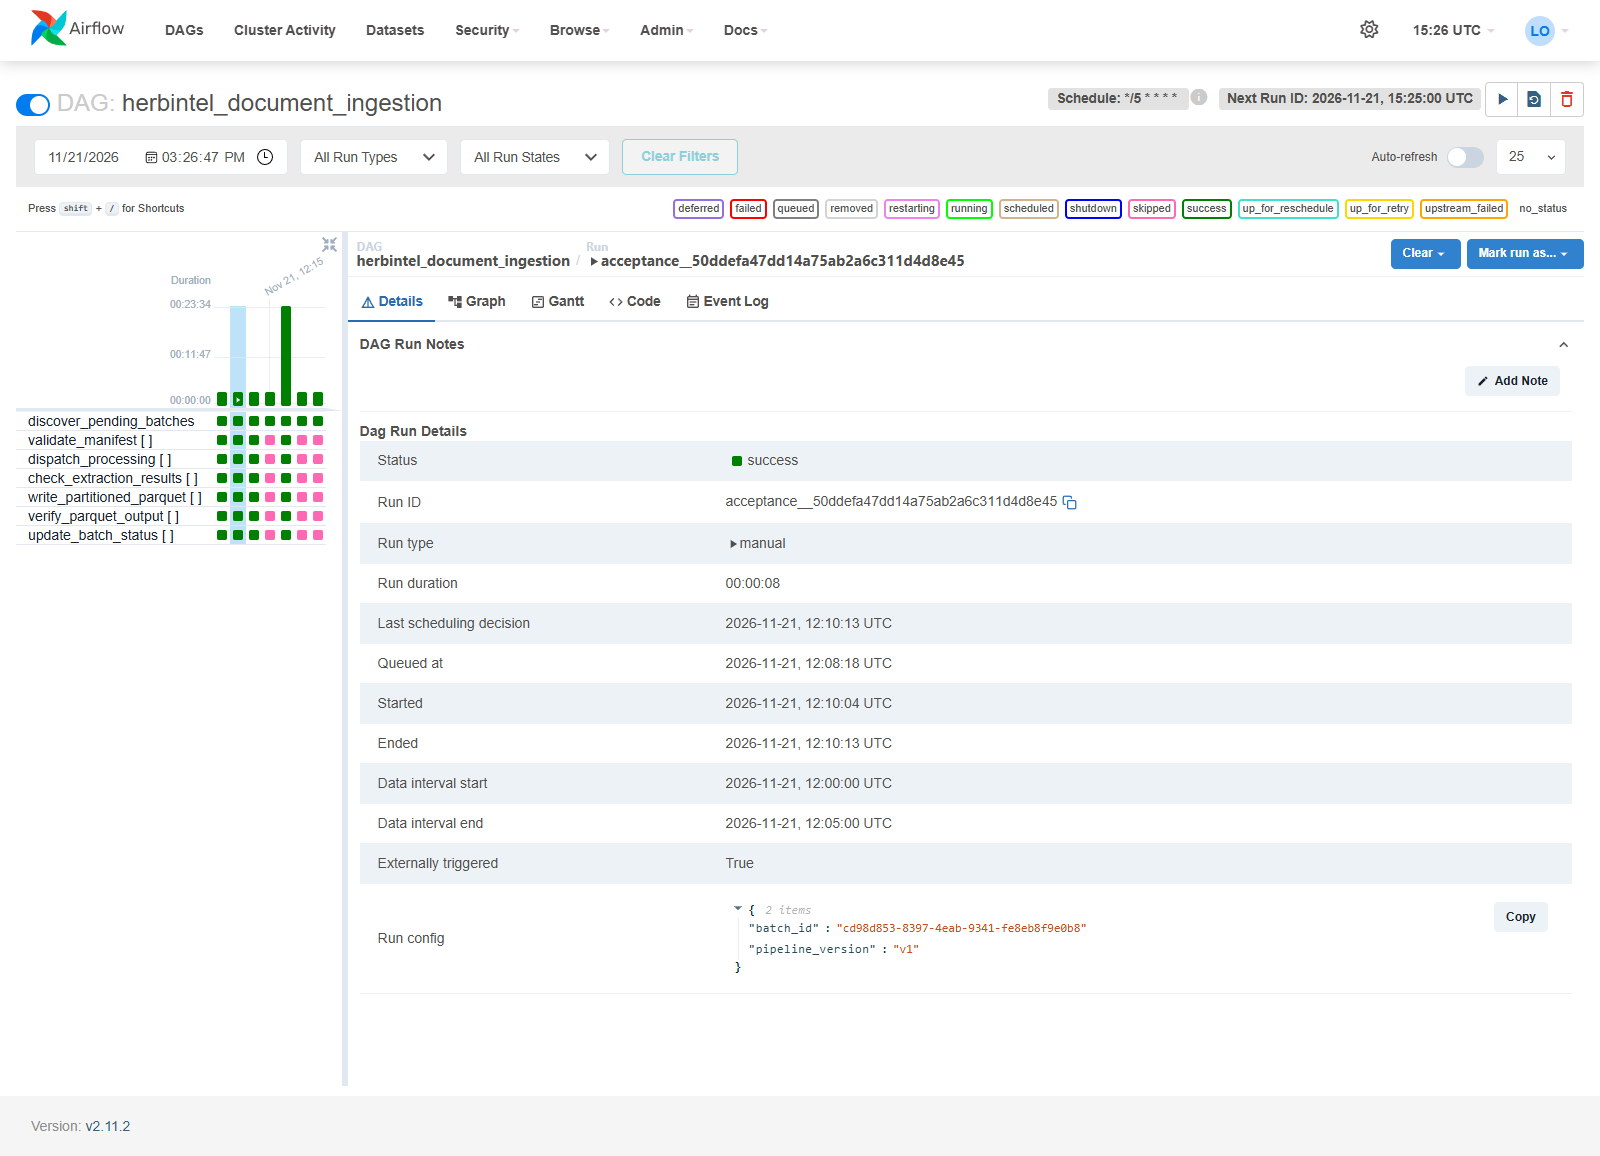 Airflow DAGs Cluster Activity Datasets Security Browse Admin Docs 15:26 UTC LO
DAG: herbintel_document_ingestion Schedule: */5 * * * * Next Run ID: 2026-11-21, 15:25:00 UTC
11/21/2026 03:26:47 PM All Run Types All Run States Clear Filters Auto-refresh 25
Press shift + / for Shortcuts deferred failed queued removed restarting running scheduled shutdown skipped success up_for_reschedule up_for_retry upstream_failed no_status
Duration
Nov 21, 12:15
00:23:34
00:11:47
00:00:00
discover_pending_batches
validate_manifest [ ]
dispatch_processing [ ]
check_extraction_results [ ]
write_partitioned_parquet [ ]
verify_parquet_output [ ]
update_batch_status [ ]
DAG Run
herbintel_document_ingestion / acceptance__50ddefa47dd14a75ab2a6c311d4d8e45 Clear Mark run as...
Details Graph Gantt Code Event Log
DAG Run Notes
Add Note
Dag Run Details
Status success
Run ID acceptance__50ddefa47dd14a75ab2a6c311d4d8e45
Run type manual
Run duration 00:00:08
Last scheduling decision 2026-11-21, 12:10:13 UTC
Queued at 2026-11-21, 12:08:18 UTC
Started 2026-11-21, 12:10:04 UTC
Ended 2026-11-21, 12:10:13 UTC
Data interval start 2026-11-21, 12:00:00 UTC
Data interval end 2026-11-21, 12:05:00 UTC
Externally triggered True
Run config
{ 2 items
"batch_id" : "cd98d853-8397-4eab-9341-fe8eb8f9e0b8"
"pipeline_version" : "v1"
}
Copy
Version: v2.11.2